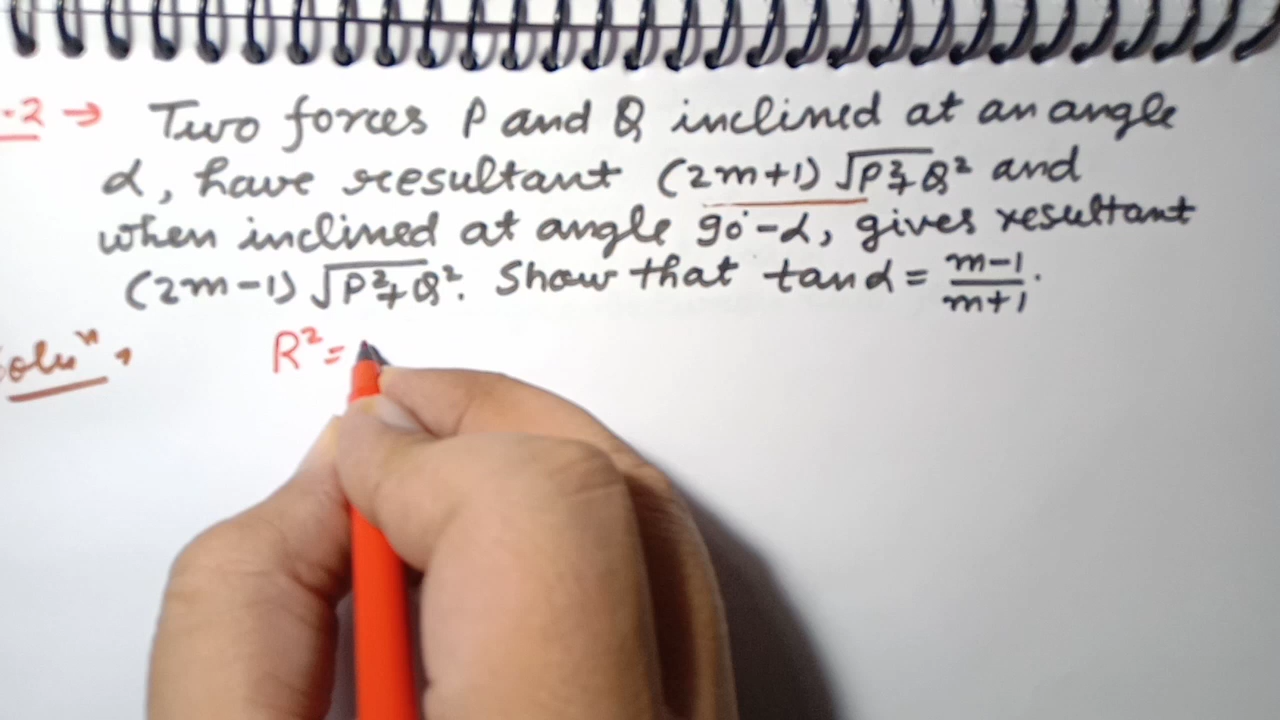 -2 → Two forces P and Q inclined at an angle
α, have resultant (2m+1) √P²+Q² and
when inclined at angle 90°-α, gives resultant
(2m-1) √P²+Q². Show that tanα = m-1/m+1.
Soluⁿ, R² =